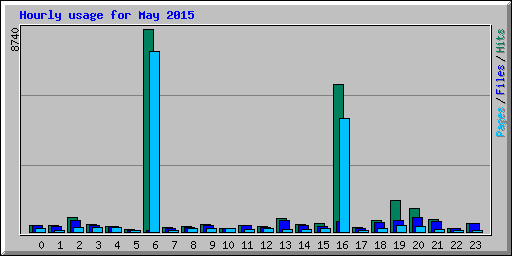 Hourly usage for May 2015
8740
Pages/Files/Hits
0 1 2 3 4 5 6 7 8 9 10 11 12 13 14 15 16 17 18 19 20 21 22 23